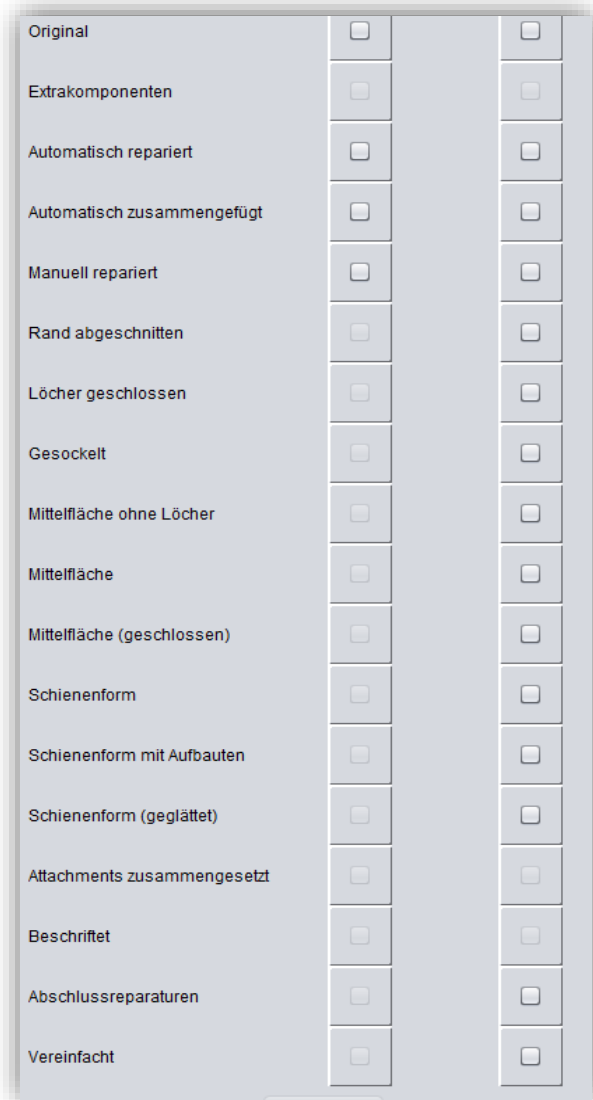 Original
Extrakomponenten
Automatisch repariert
Automatisch zusammengefügt
Manuell repariert
Rand abgeschnitten
Löcher geschlossen
Gesockelt
Mittelfläche ohne Löcher
Mittelfläche
Mittelfläche (geschlossen)
Schienenform
Schienenform mit Aufbauten
Schienenform (geglättet)
Attachments zusammengesetzt
Beschriftet
Abschlussreparaturen
Vereinfacht